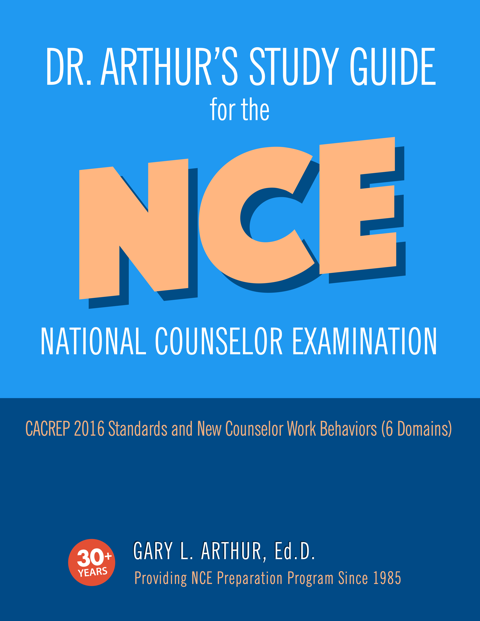 DR. ARTHUR'S STUDY GUIDE
for the
NCE
NATIONAL COUNSELOR EXAMINATION
CACREP 2016 Standards and New Counselor Work Behaviors (6 Domains)
30+
YEARS
GARY L. ARTHUR, Ed.D.
Providing NCE Preparation Program Since 1985